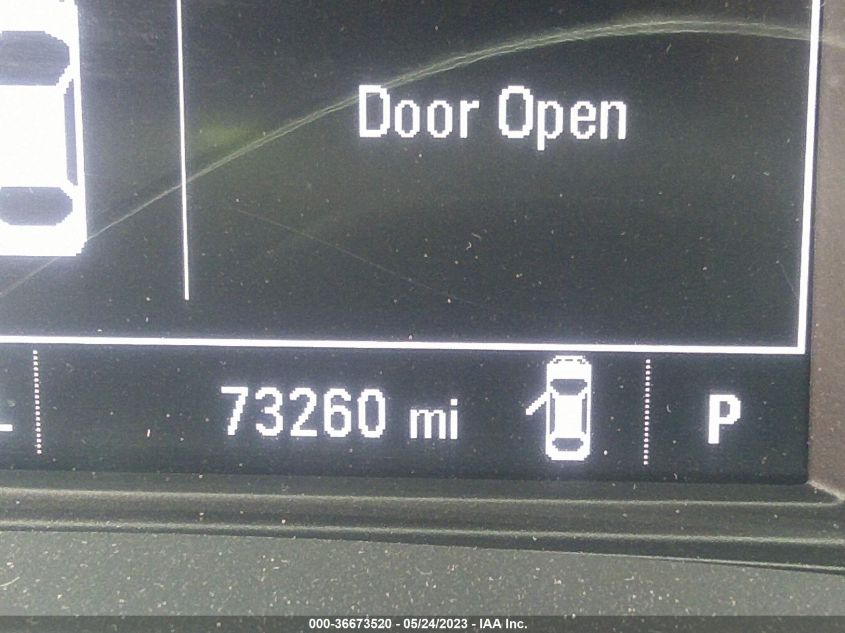 Door Open
73260 mi
P
000-36673520 - 05/24/2023 - IAA Inc.